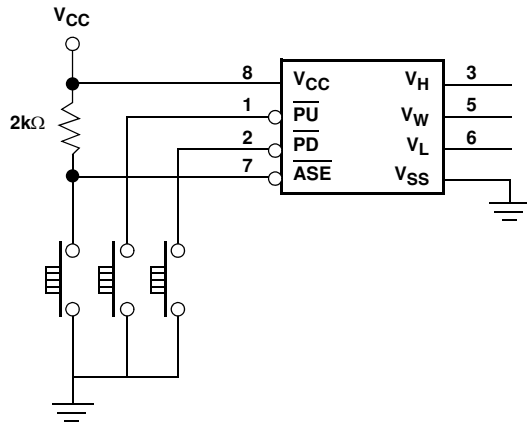 VCC
8 VCC VH 3
1 PU VW 5
2kΩ
2 PD VL 6
7 ASE VSS